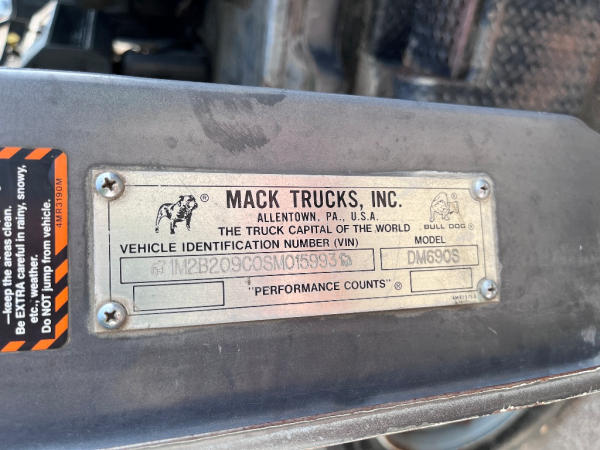 —keep the areas clean.
Be EXTRA careful in rainy, snowy,
etc., weather.
Do NOT jump from vehicle.
4MR3190M
MACK TRUCKS, INC.
ALLENTOWN, PA., U.S.A.
THE TRUCK CAPITAL OF THE WORLD
BULL DOG®
VEHICLE IDENTIFICATION NUMBER (VIN)
MODEL
1M2B209C0SM015993
DM690S
"PERFORMANCE COUNTS"®